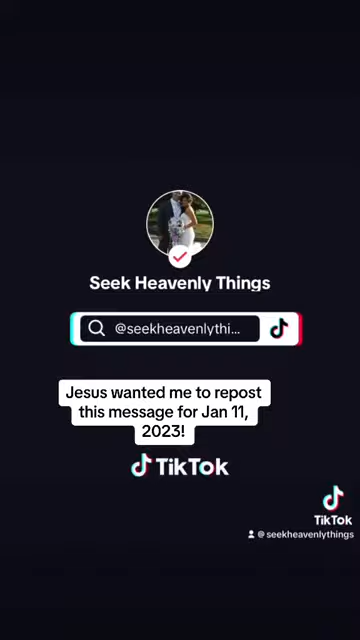 Seek Heavenly Things
@seekheavenlythi...
Jesus wanted me to repost
this message for Jan 11,
2023!
TikTok
TikTok
@seekheavenlythings